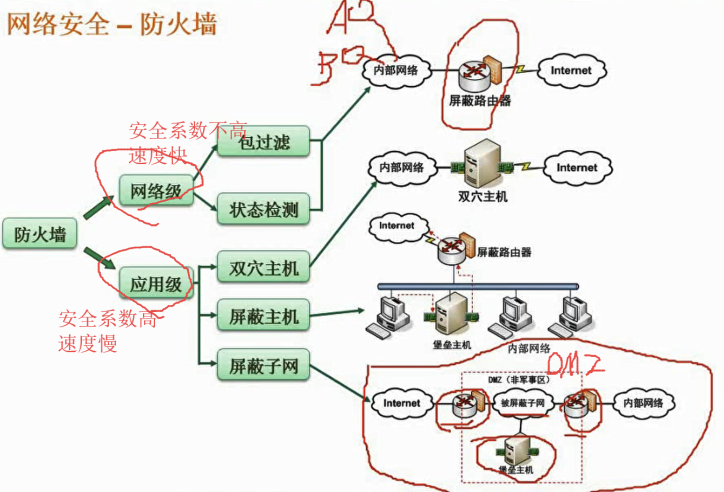 网络安全 – 防火墙
A
B
内部网络
Internet
屏蔽路由器
安全系数不高
速度快
包过滤
网络级
状态检测
内部网络
Internet
双穴主机
防火墙
Internet
屏蔽路由器
应用级
双穴主机
安全系数高
速度慢
屏蔽主机
堡垒主机
内部网络
屏蔽子网
DMZ
DMZ（非军事区）
Internet
被屏蔽子网
内部网络
堡垒主机